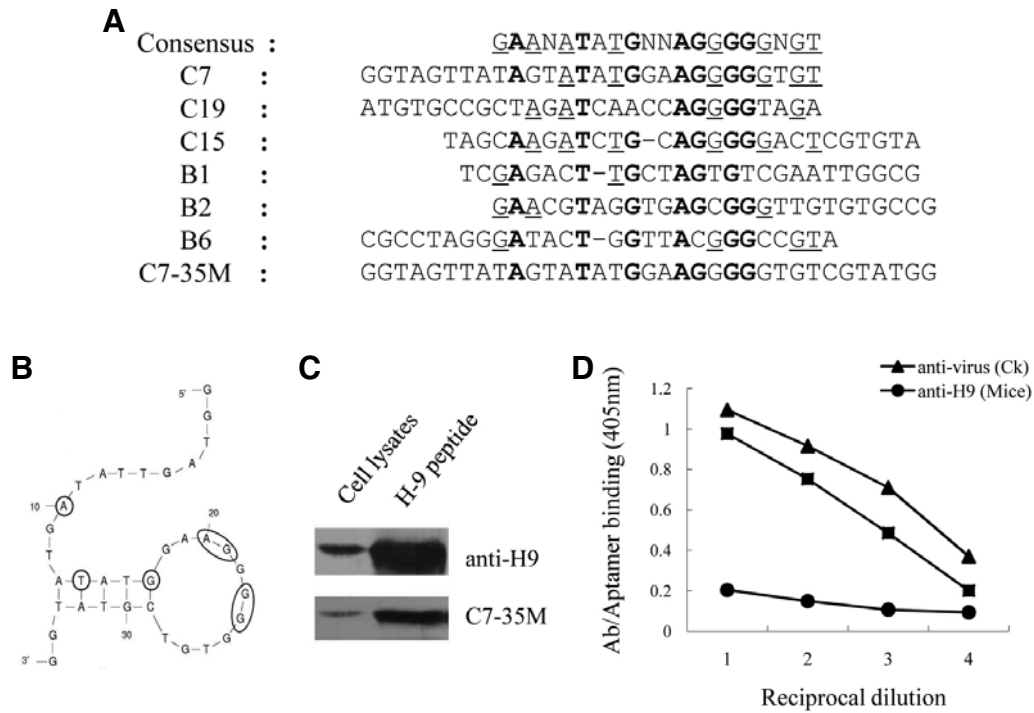 A
Consensus : GAANATATGNNAGGGGGNGT
C7 : GGTAGTTATAGTATATGGAAGGGGGTGT
C19 : ATGTGCCGCTAGATCAACCAGGGGTAGA
C15 : TAGCAAGATCTG-CAGGGGGACTCGTGTA
B1 : TCGAGACT-TGCTAGTGTCGAATTGGCG
B2 : GAACGTAGGTGAGCGGGTTGTGTGCCG
B6 : CGCCTAGGGATACT-GGTTACGGGCCGTA
C7-35M : GGTAGTTATAGTATATGGAAGGGGGTGTCGTATGG
B
5'
G
G
T
A
G
T
T
A
T
A
10
G
T
A
T
A
T
G
G
A
A
20
G
G
G
G
G
T
G
T
C
G
30
T
A
T
G
G
3'
C
Cell lysates
H-9 peptide
anti-H9
C7-35M
D
anti-virus (Ck)
anti-H9 (Mice)
Ab/Aptamer binding (405nm)
1.2
1
0.8
0.6
0.4
0.2
0
1 2 3 4
Reciprocal dilution